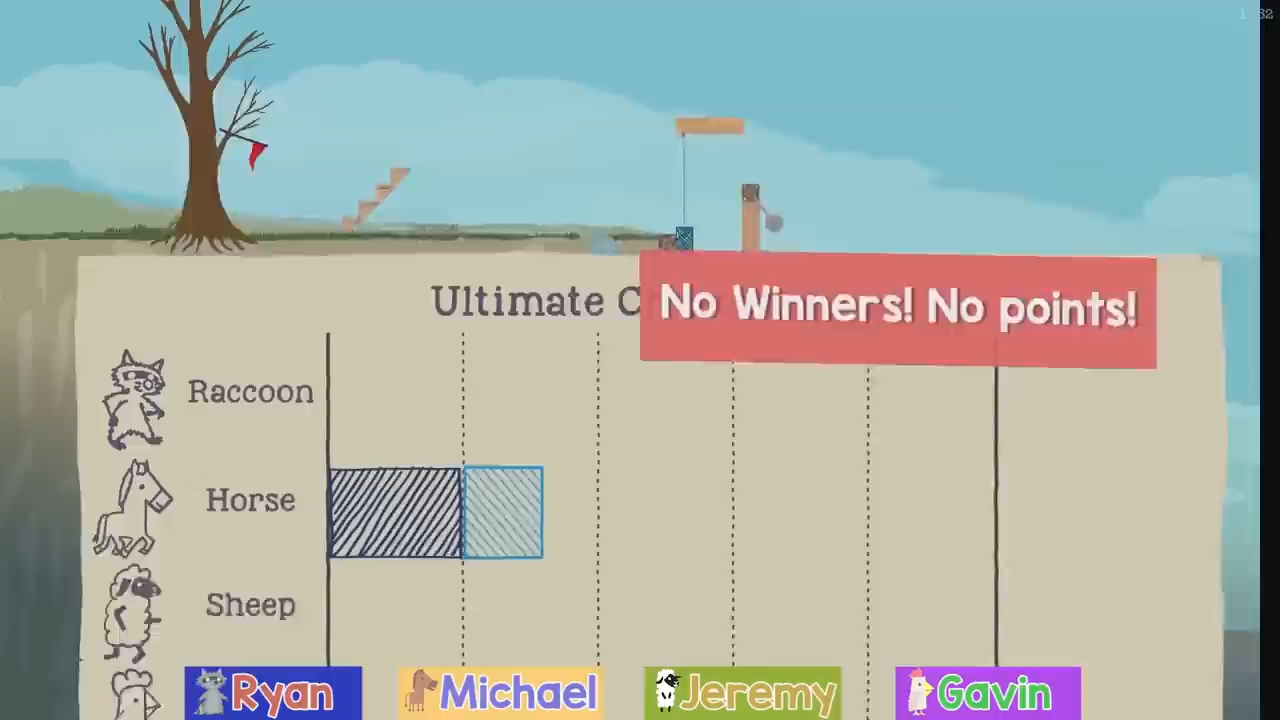 Ultimate C
No Winners! No points!
Raccoon
Horse
Sheep
Ryan
Michael
Jeremy
Gavin